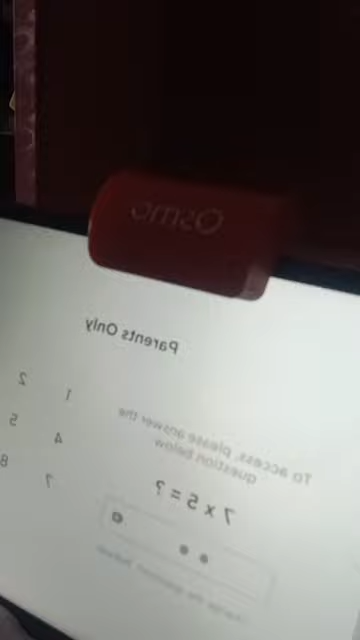 Osmo
Parents Only
To access, please answer the
question below
7 x 5 = ?
1 2
4 5
7 8